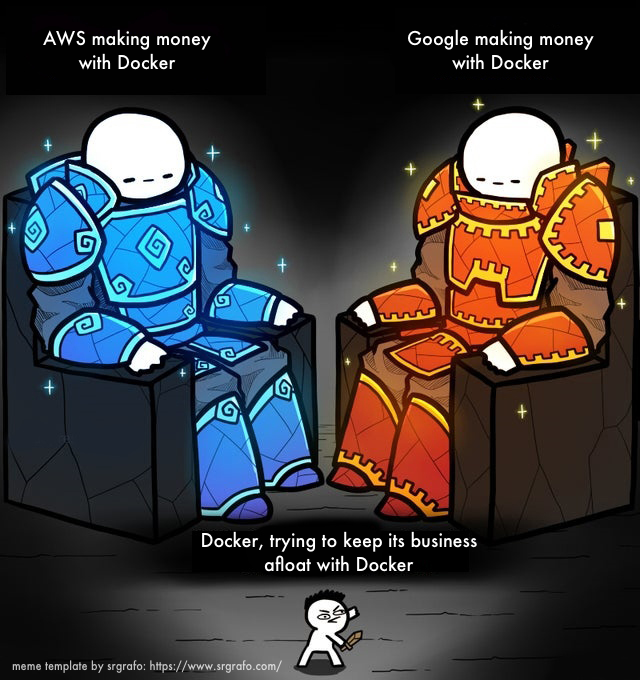 AWS making money
with Docker
Google making money
with Docker
Docker, trying to keep its business
afloat with Docker
meme template by srgrafo: https://www.srgrafo.com/